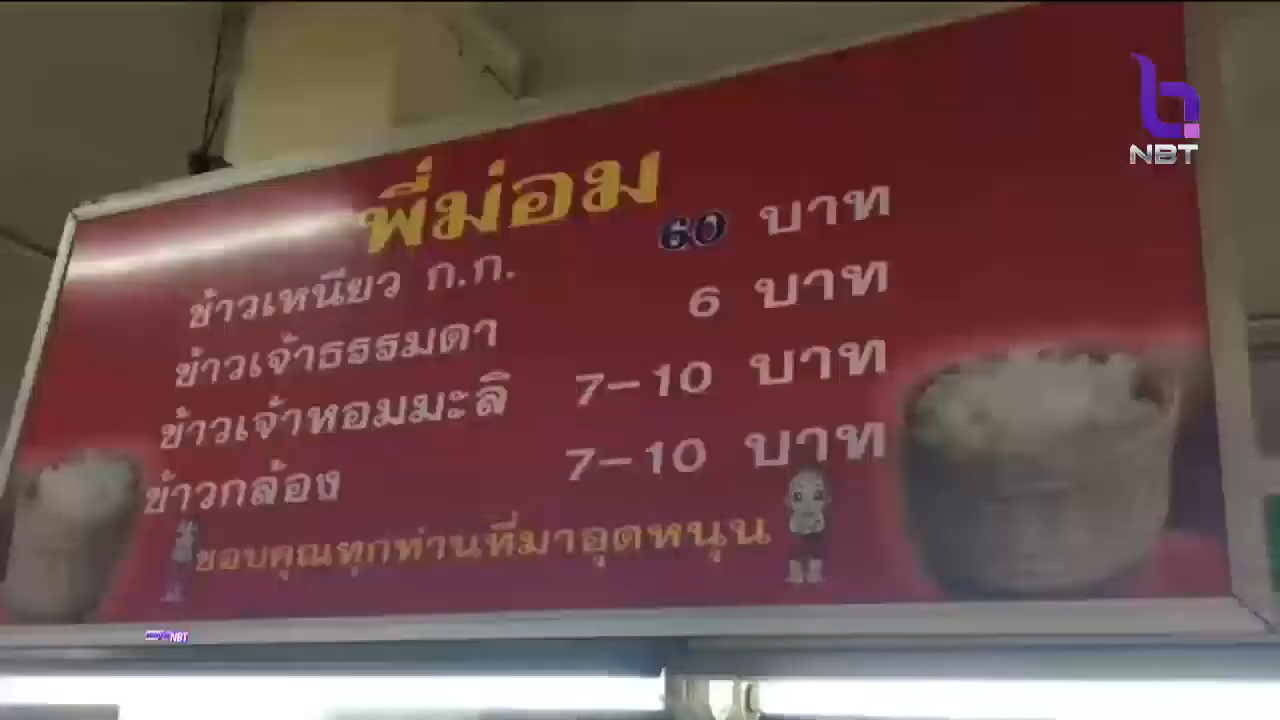 NBT
พี่ม่อม
ข้าวเหนียว ก.ก. 60 บาท
ข้าวเจ้าธรรมดา 6 บาท
ข้าวเจ้าหอมมะลิ 7-10 บาท
ข้าวกล้อง 7-10 บาท
ขอบคุณทุกท่านที่มาอุดหนุน
NBT